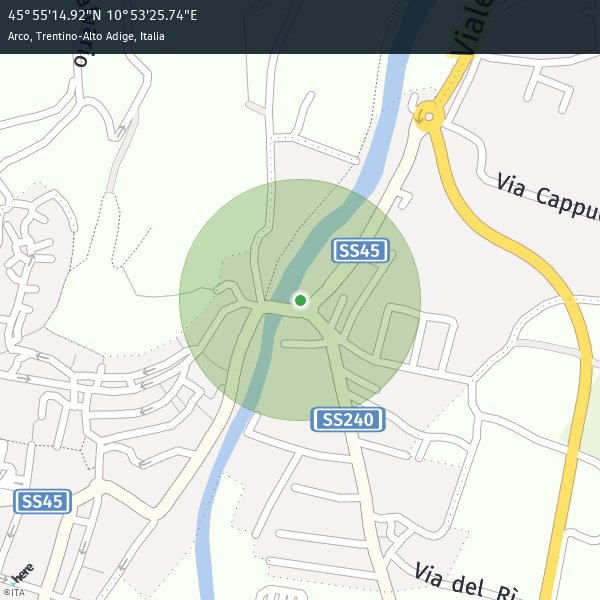 45°55'14.92"N 10°53'25.74"E
Arco, Trentino-Alto Adige, Italia
Viale
Via Cappu
SS45
SS240
SS45
Via del Rì
here
©ITA